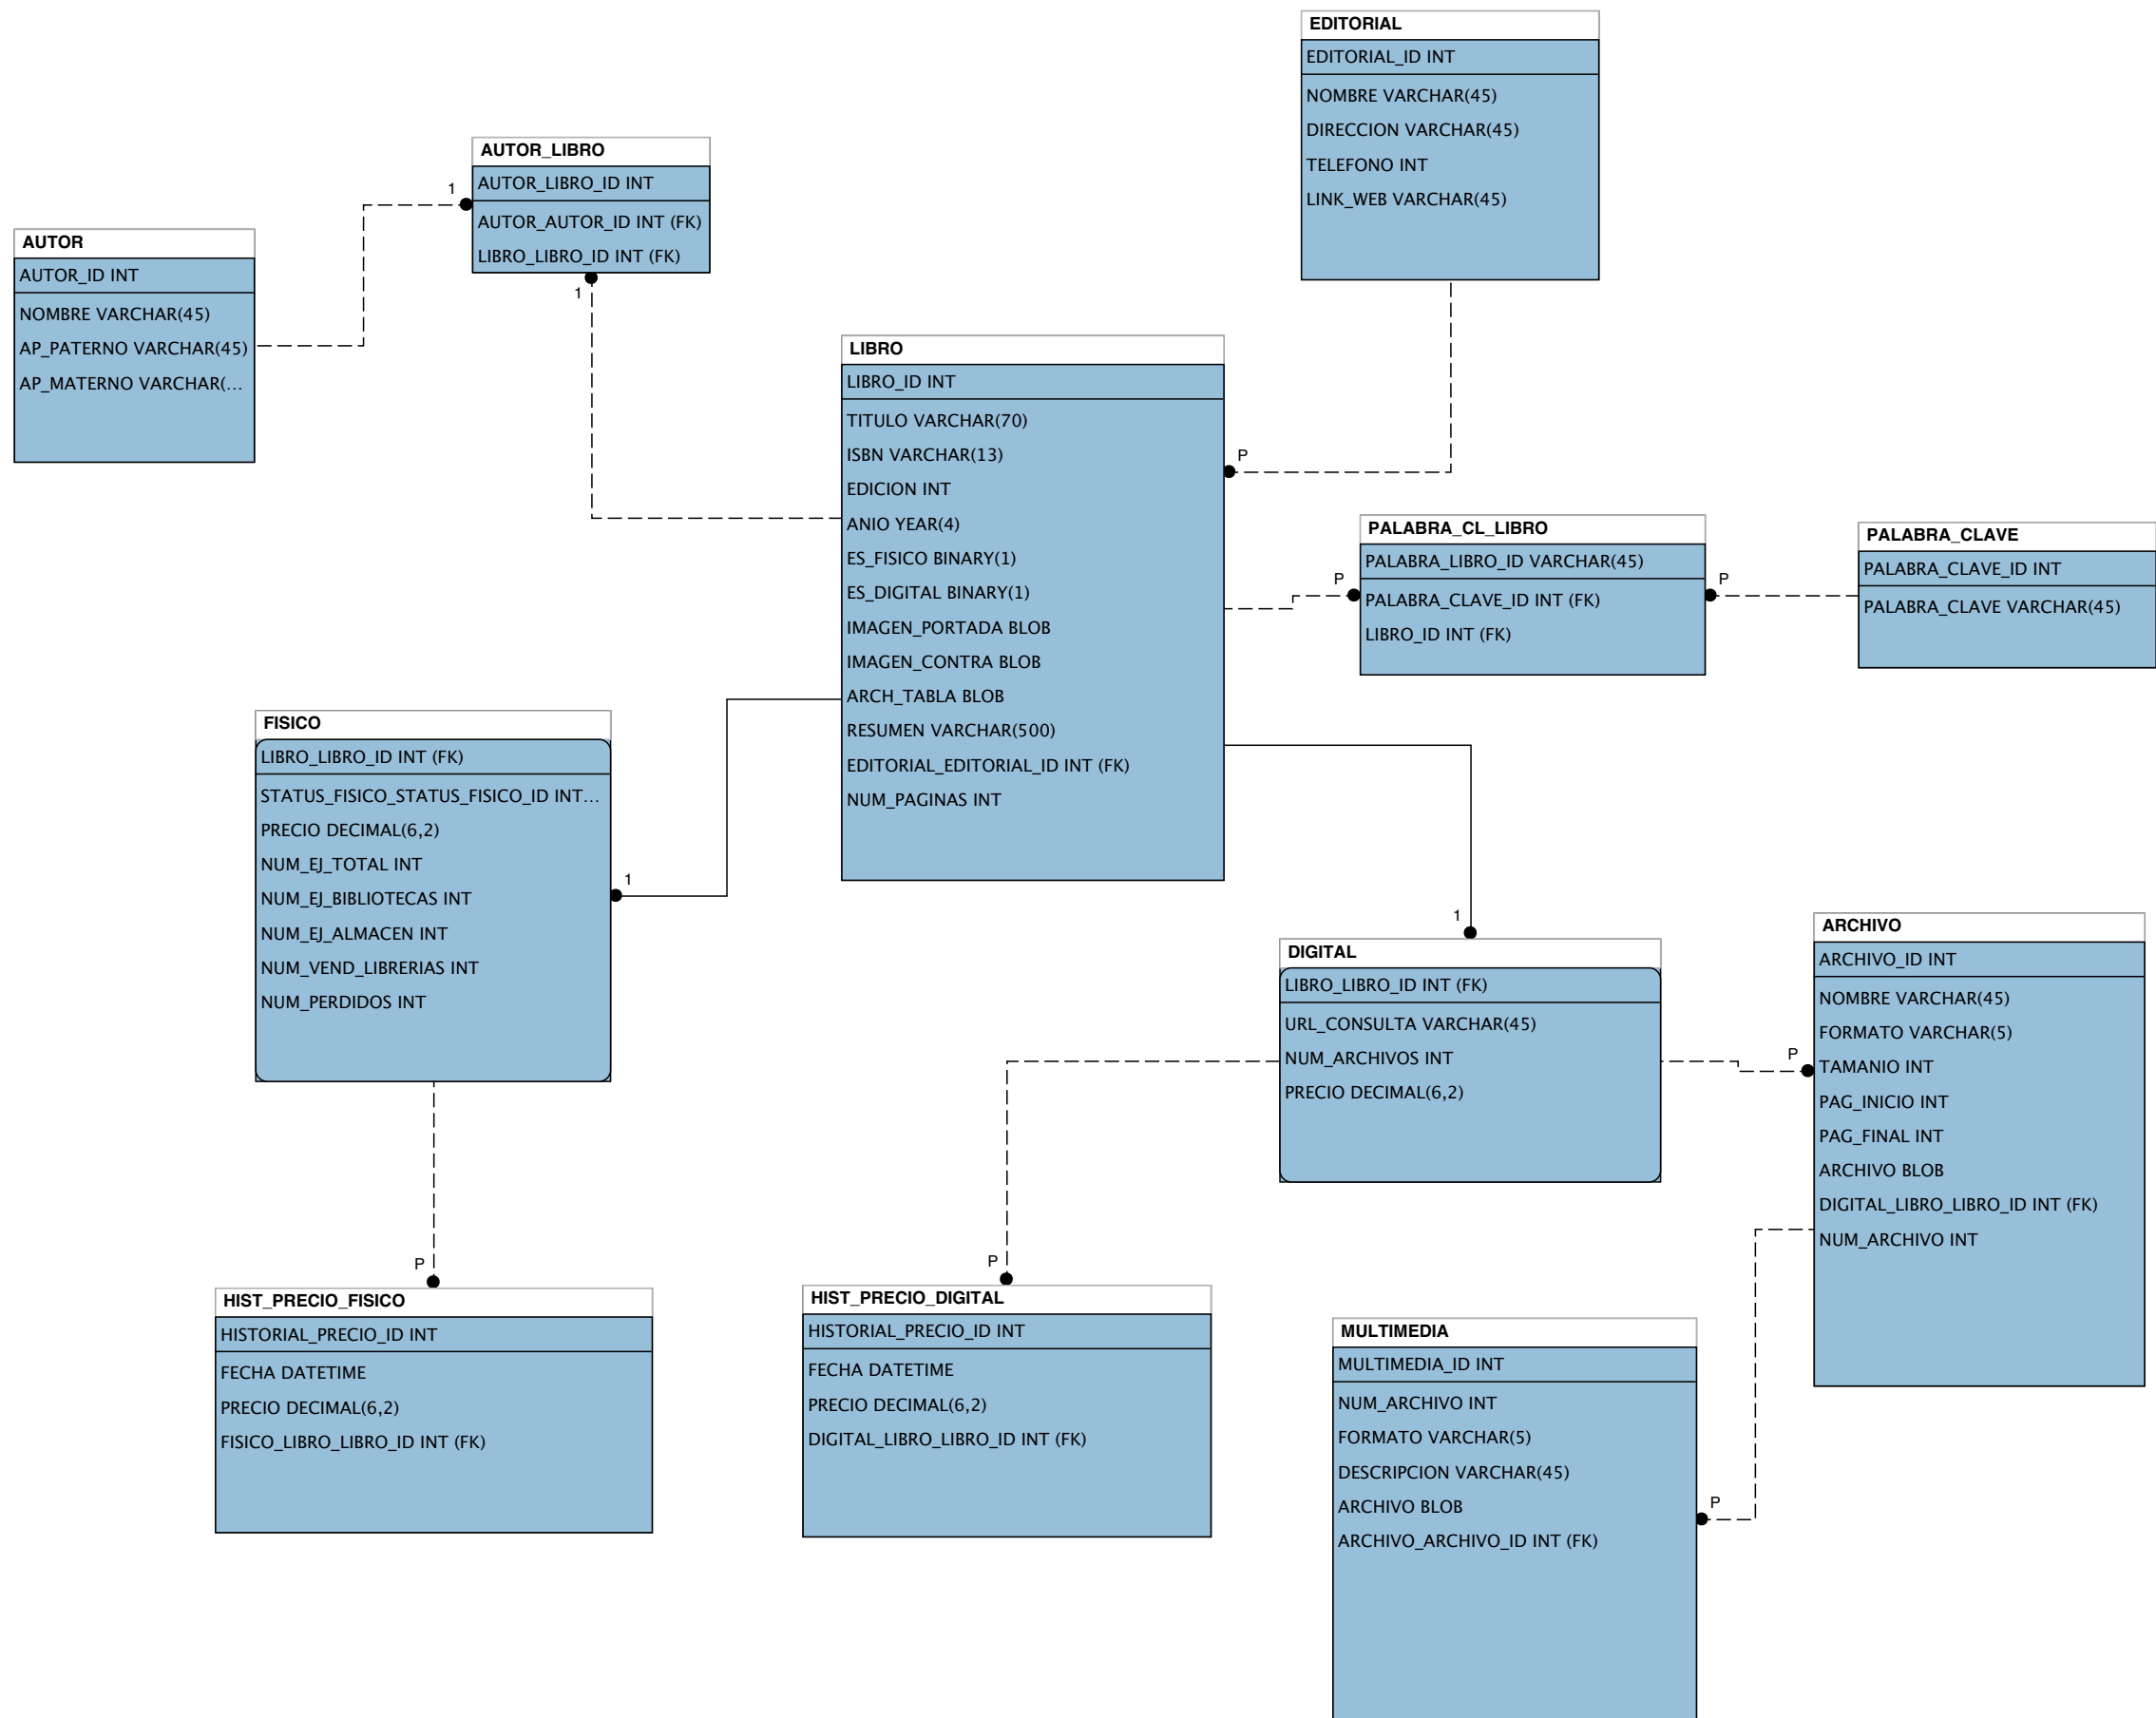 EDITORIAL
EDITORIAL_ID INT
NOMBRE VARCHAR(45)
DIRECCION VARCHAR(45)
TELEFONO INT
LINK_WEB VARCHAR(45)
AUTOR_LIBRO
AUTOR_LIBRO_ID INT
AUTOR_AUTOR_ID INT (FK)
LIBRO_LIBRO_ID INT (FK)
1
1
AUTOR
AUTOR_ID INT
NOMBRE VARCHAR(45)
AP_PATERNO VARCHAR(45)
AP_MATERNO VARCHAR(...
LIBRO
LIBRO_ID INT
TITULO VARCHAR(70)
ISBN VARCHAR(13)
EDICION INT
ANIO YEAR(4)
ES_FISICO BINARY(1)
ES_DIGITAL BINARY(1)
IMAGEN_PORTADA BLOB
IMAGEN_CONTRA BLOB
ARCH_TABLA BLOB
RESUMEN VARCHAR(500)
EDITORIAL_EDITORIAL_ID INT (FK)
NUM_PAGINAS INT
P
PALABRA_CL_LIBRO
PALABRA_LIBRO_ID VARCHAR(45)
PALABRA_CLAVE_ID INT (FK)
LIBRO_ID INT (FK)
P
P
PALABRA_CLAVE
PALABRA_CLAVE_ID INT
PALABRA_CLAVE VARCHAR(45)
FISICO
LIBRO_LIBRO_ID INT (FK)
STATUS_FISICO_STATUS_FISICO_ID INT...
PRECIO DECIMAL(6,2)
NUM_EJ_TOTAL INT
NUM_EJ_BIBLIOTECAS INT
NUM_EJ_ALMACEN INT
NUM_VEND_LIBRERIAS INT
NUM_PERDIDOS INT
1
1
DIGITAL
LIBRO_LIBRO_ID INT (FK)
URL_CONSULTA VARCHAR(45)
NUM_ARCHIVOS INT
PRECIO DECIMAL(6,2)
P
ARCHIVO
ARCHIVO_ID INT
NOMBRE VARCHAR(45)
FORMATO VARCHAR(5)
TAMANIO INT
PAG_INICIO INT
PAG_FINAL INT
ARCHIVO BLOB
DIGITAL_LIBRO_LIBRO_ID INT (FK)
NUM_ARCHIVO INT
P
HIST_PRECIO_FISICO
HISTORIAL_PRECIO_ID INT
FECHA DATETIME
PRECIO DECIMAL(6,2)
FISICO_LIBRO_LIBRO_ID INT (FK)
P
HIST_PRECIO_DIGITAL
HISTORIAL_PRECIO_ID INT
FECHA DATETIME
PRECIO DECIMAL(6,2)
DIGITAL_LIBRO_LIBRO_ID INT (FK)
MULTIMEDIA
MULTIMEDIA_ID INT
NUM_ARCHIVO INT
FORMATO VARCHAR(5)
DESCRIPCION VARCHAR(45)
ARCHIVO BLOB
ARCHIVO_ARCHIVO_ID INT (FK)
P